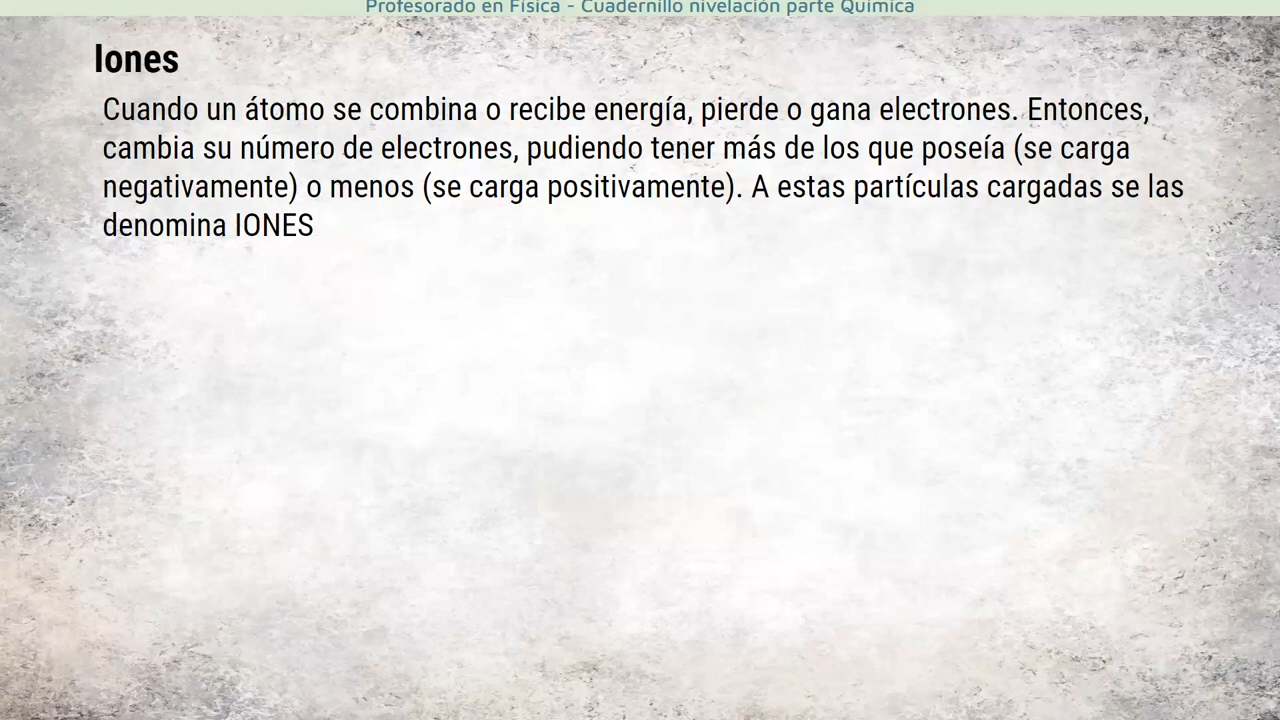 Profesorado en Física - Cuadernillo nivelación parte Química
Iones
Cuando un átomo se combina o recibe energía, pierde o gana electrones. Entonces,
cambia su número de electrones, pudiendo tener más de los que poseía (se carga
negativamente) o menos (se carga positivamente). A estas partículas cargadas se las
denomina IONES